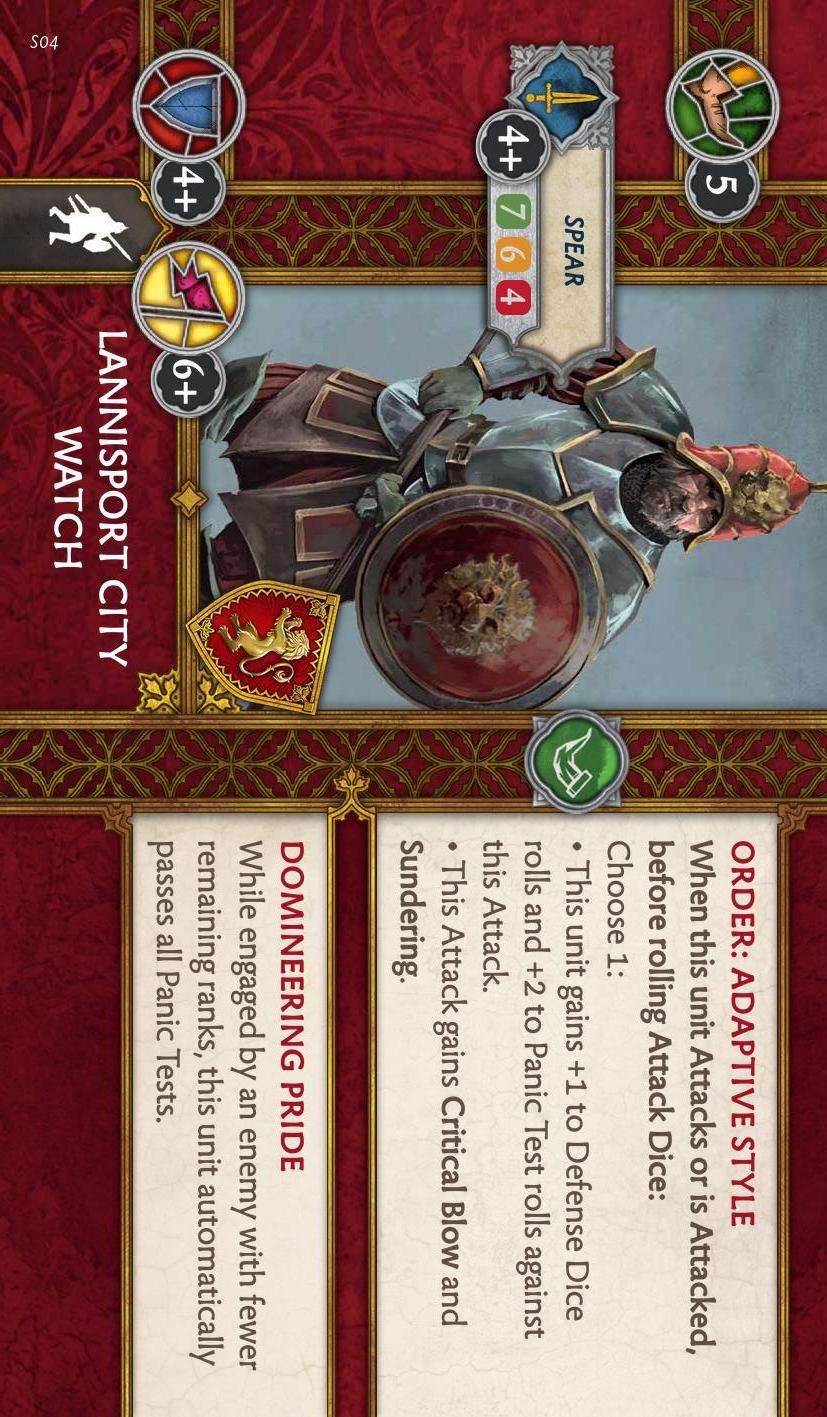 5
SPEAR
4+
7 6 4
4+
6+
LANNISPORT CITY
WATCH
S04
ORDER: ADAPTIVE STYLE
When this unit Attacks or is Attacked,
before rolling Attack Dice:
Choose 1:
• This unit gains +1 to Defense Dice
rolls and +2 to Panic Test rolls against
this Attack.
• This Attack gains Critical Blow and
Sundering.
DOMINEERING PRIDE
While engaged by an enemy with fewer
remaining ranks, this unit automatically
passes all Panic Tests.